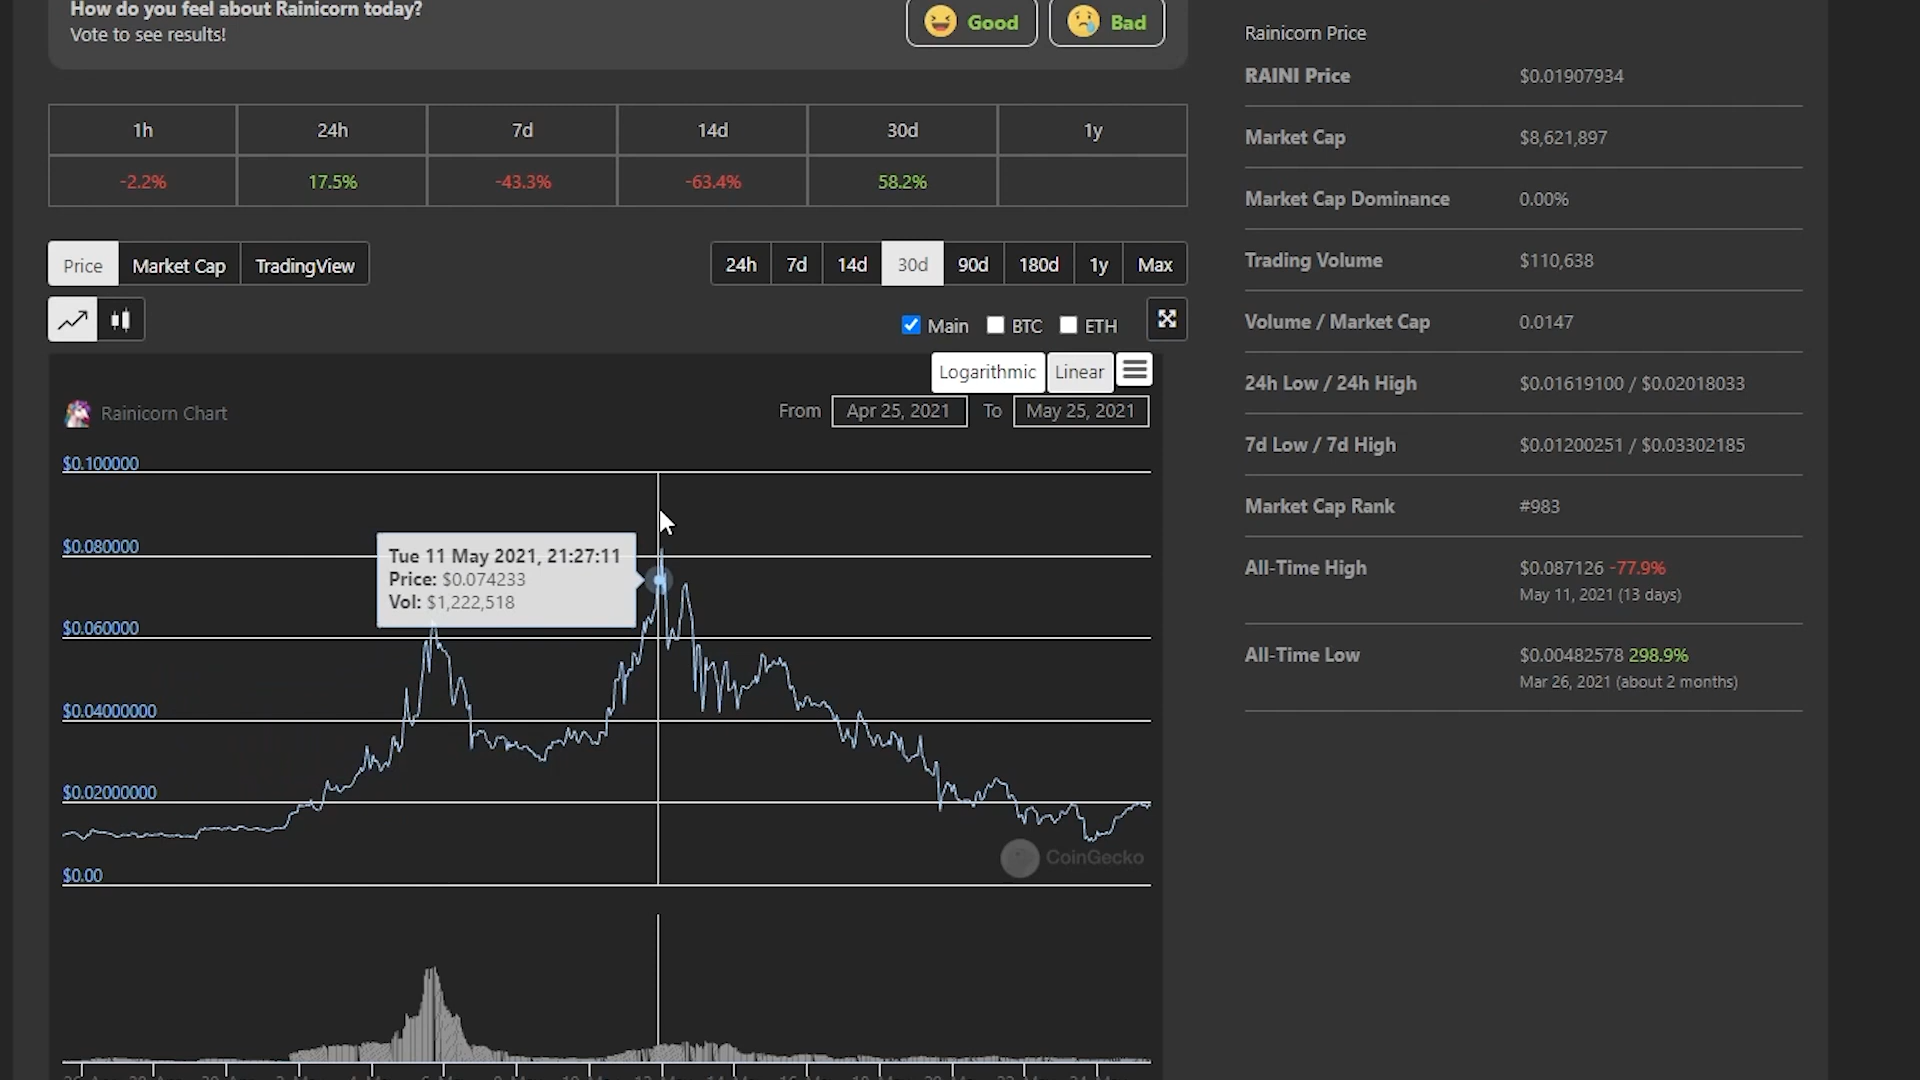 How do you feel about Rainicorn today?
Vote to see results!
Good
Bad
1h 24h 7d 14d 30d 1y
-2.2% 17.5% -43.3% -63.4% 58.2%
Price Market Cap TradingView
24h 7d 14d 30d 90d 180d 1y Max
Main BTC ETH
Logarithmic Linear
Rainicorn Chart
From Apr 25, 2021 To May 25, 2021
$0.100000
$0.080000
$0.060000
$0.04000000
$0.02000000
$0.00
Tue 11 May 2021, 21:27:11
Price: $0.074233
Vol: $1,222,518
CoinGecko
Rainicorn Price
RAINI Price $0.01907934
Market Cap $8,621,897
Market Cap Dominance 0.00%
Trading Volume $110,638
Volume / Market Cap 0.0147
24h Low / 24h High $0.01619100 / $0.02018033
7d Low / 7d High $0.01200251 / $0.03302185
Market Cap Rank #983
All-Time High $0.087126 -77.9%
May 11, 2021 (13 days)
All-Time Low $0.00482578 298.9%
Mar 26, 2021 (about 2 months)